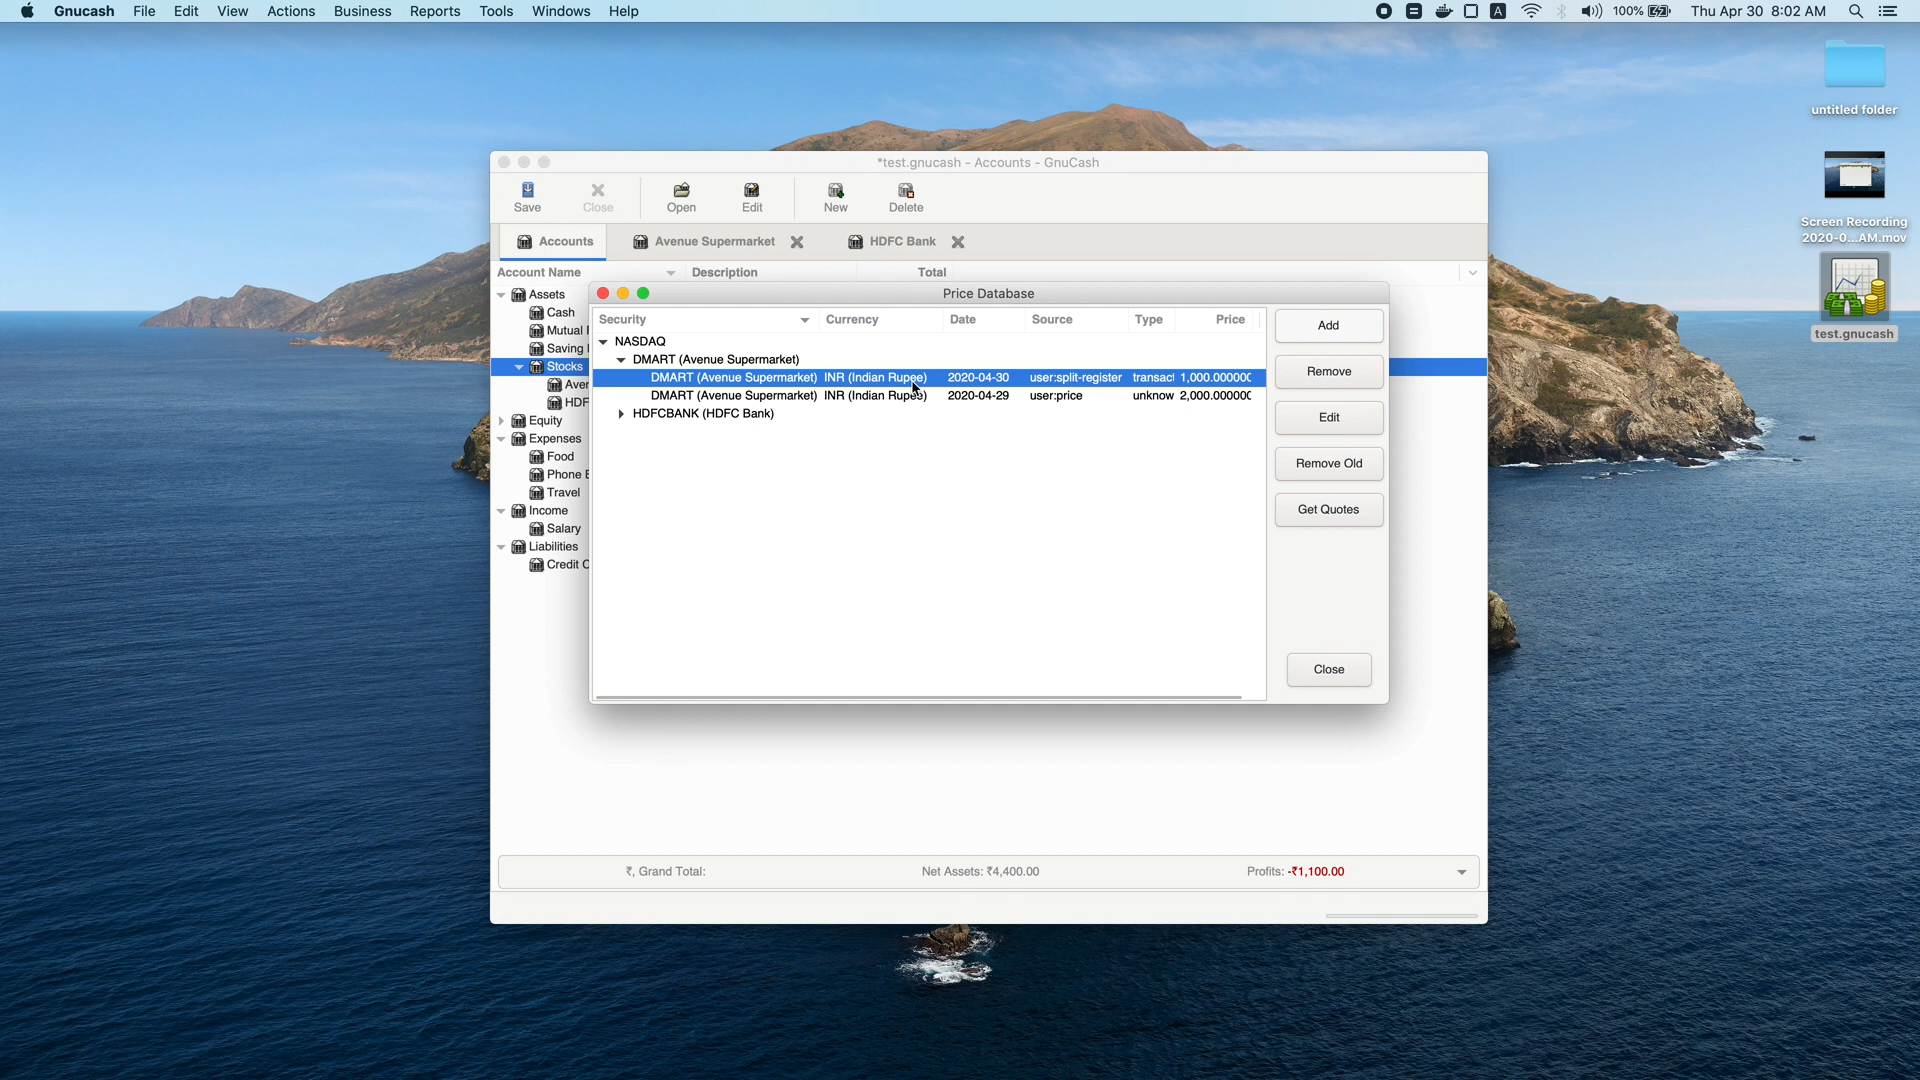 Gnucash File Edit View Actions Business Reports Tools Windows Help
A 100% Thu Apr 30 8:02 AM
untitled folder
Screen Recording
2020-0...AM.mov
test.gnucash
*test.gnucash - Accounts - GnuCash
Save Close Open Edit New Delete
Accounts Avenue Supermarket HDFC Bank
Account Name Description Total
Assets
Cash
Mutual
Saving
Stocks
Equity
Expenses
Food
Phone
Travel
Income
Salary
Liabilities
Credit
Price Database
Security Currency Date Source Type Price
NASDAQ
DMART (Avenue Supermarket)
DMART (Avenue Supermarket) INR (Indian Rupee) 2020-04-30 user:split-register transact 1,000.000000
DMART (Avenue Supermarket) INR (Indian Rupee) 2020-04-29 user:price unknow 2,000.000000
HDFCBANK (HDFC Bank)
Add
Remove
Edit
Remove Old
Get Quotes
Close
₹, Grand Total: Net Assets: ₹4,400.00 Profits: -₹1,100.00